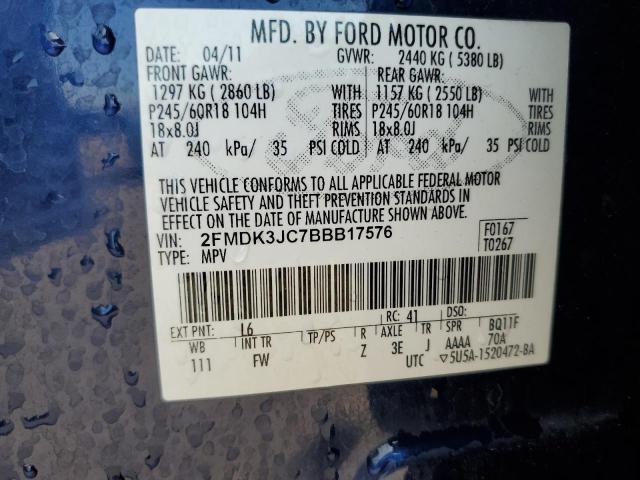 MFD. BY FORD MOTOR CO.
DATE: 04/11 GVWR: 2440 KG ( 5380 LB)
FRONT GAWR: REAR GAWR:
1297 KG ( 2860 LB) WITH 1157 KG ( 2550 LB) WITH
P245/60R18 104H TIRES P245/60R18 104H TIRES
18x8.0J RIMS 18x8.0J RIMS
AT 240 kPa/ 35 PSI COLD AT 240 kPa/ 35 PSI COLD
THIS VEHICLE CONFORMS TO ALL APPLICABLE FEDERAL MOTOR
VEHICLE SAFETY AND THEFT PREVENTION STANDARDS IN
EFFECT ON THE DATE OF MANUFACTURE SHOWN ABOVE.
VIN: 2FMDK3JC7BBB17576 F0167
TYPE: MPV T0267
EXT PNT: L6 RC: 41 DSO:
WB INT TR TP/PS R AXLE TR SPR BQ11F
111 FW Z 3E J AAAA 70A
UTC ▽5U5A-1520472-BA